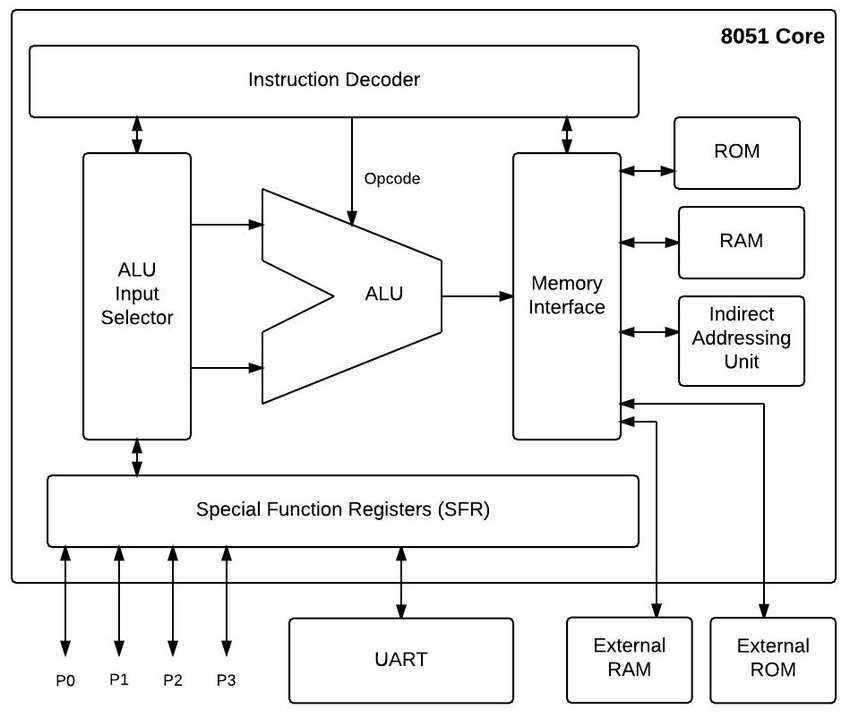 8051 Core
Instruction Decoder
Opcode
ROM
RAM
ALU
Input
Selector
ALU
Memory
Interface
Indirect
Addressing
Unit
Special Function Registers (SFR)
P0
P1
P2
P3
UART
External
RAM
External
ROM